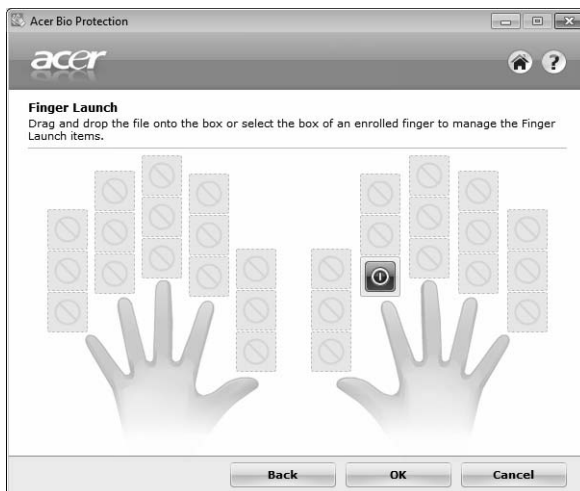 Acer Bio Protection
acer
Finger Launch
Drag and drop the file onto the box or select the box of an enrolled finger to manage the Finger
Launch items.
Back OK Cancel